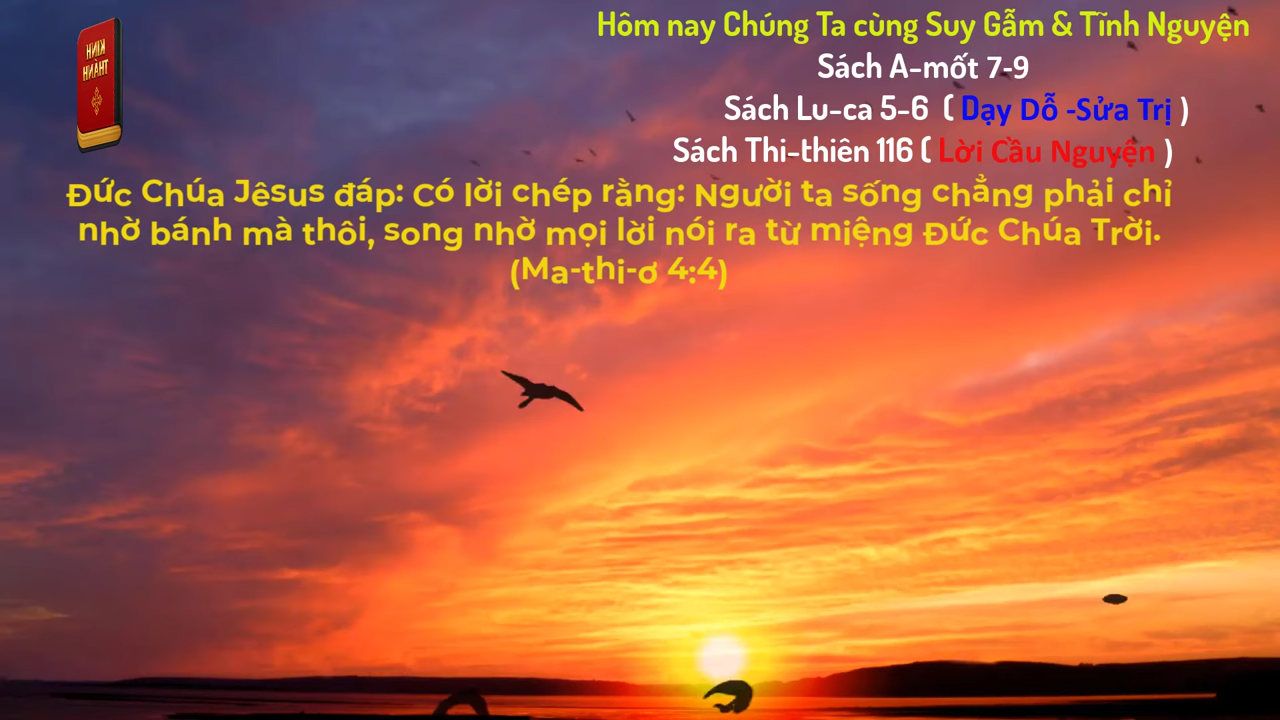 KINH
THÁNH
Hôm nay Chúng Ta cùng Suy Gẫm & Tĩnh Nguyện
Sách A-mốt 7-9
Sách Lu-ca 5-6 ( Dạy Dỗ -Sửa Trị )
Sách Thi-thiên 116 ( Lời Cầu Nguyện )
Đức Chúa Jêsus đáp: Có lời chép rằng: Người ta sống chẳng phải chỉ
nhờ bánh mà thôi, song nhờ mọi lời nói ra từ miệng Đức Chúa Trời.
(Ma-thi-ơ 4:4)